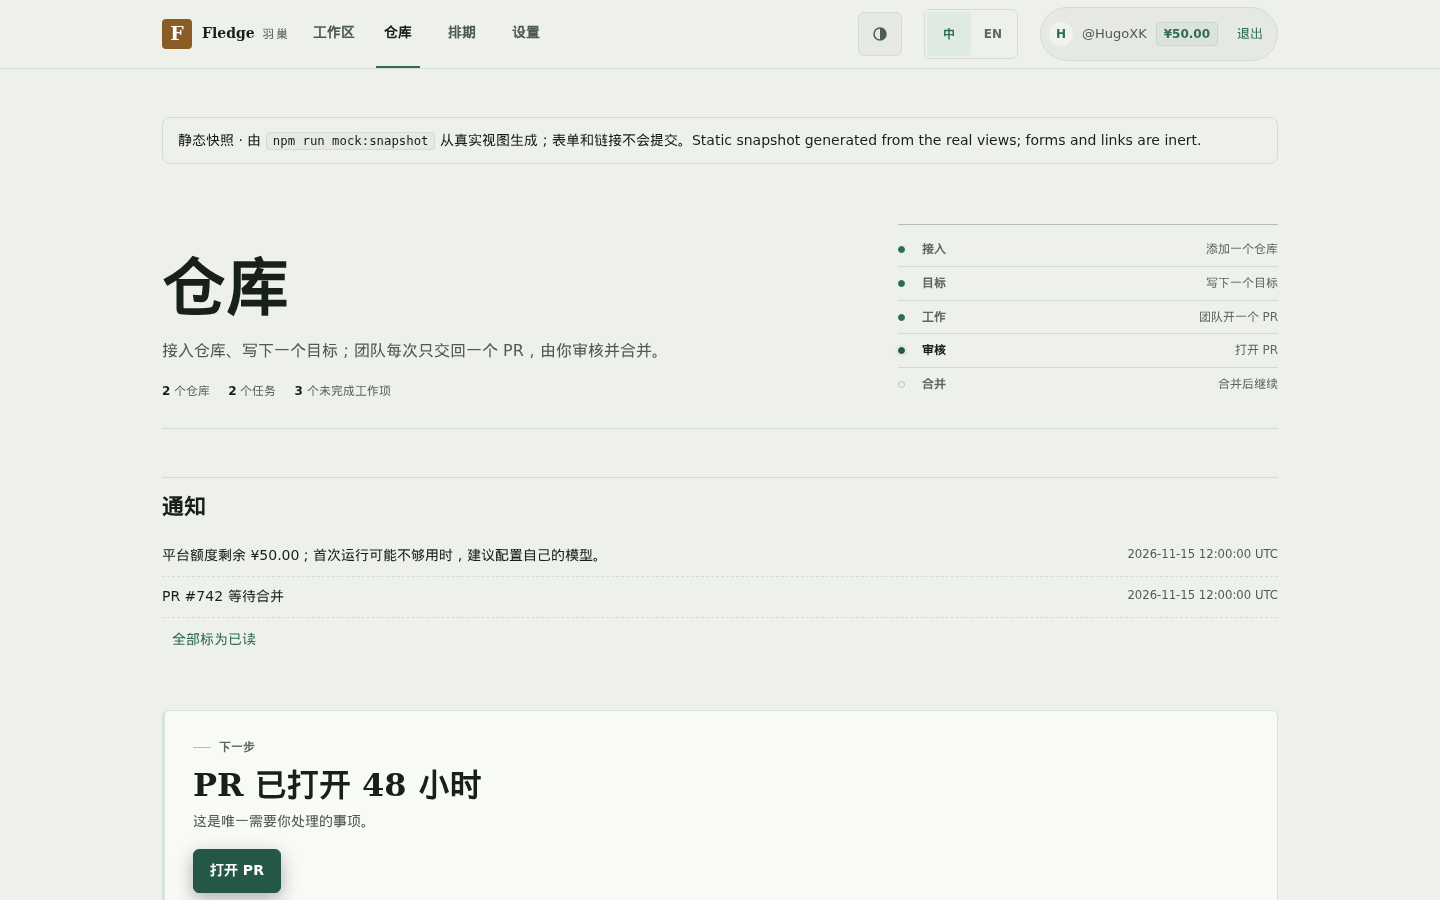 F Fledge 羽巢 工作区 仓库 排期 设置 中 EN H @HugoXK ¥50.00 退出
静态快照 · 由 npm run mock:snapshot 从真实视图生成；表单和链接不会提交。Static snapshot generated from the real views; forms and links are inert.
仓库
接入仓库、写下一个目标；团队每次只交回一个 PR，由你审核并合并。
2 个仓库 2 个任务 3 个未完成工作项
接入 添加一个仓库
目标 写下一个目标
工作 团队开一个 PR
审核 打开 PR
合并 合并后继续
通知
平台额度剩余 ¥50.00；首次运行可能不够用时，建议配置自己的模型。 2026-11-15 12:00:00 UTC
PR #742 等待合并 2026-11-15 12:00:00 UTC
全部标为已读
下一步
PR 已打开 48 小时
这是唯一需要你处理的事项。
打开 PR